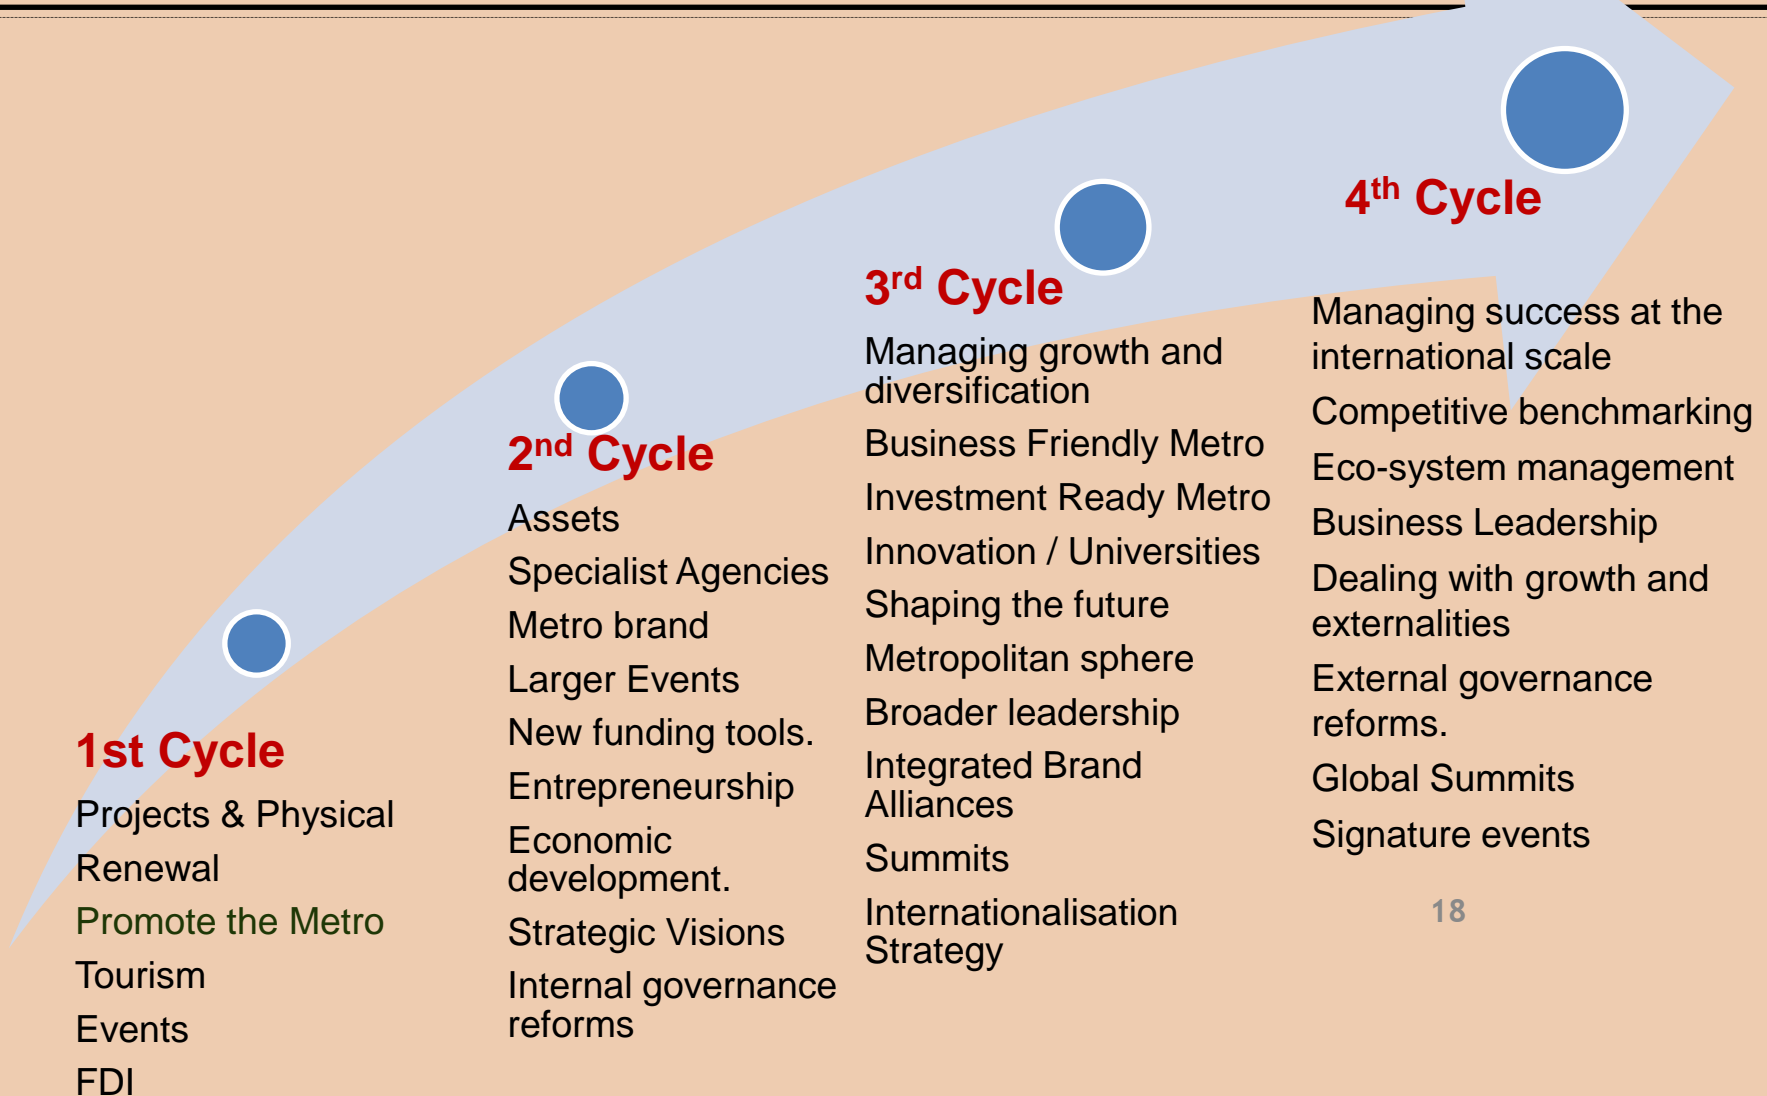 1st Cycle
Projects & Physical
Renewal
Promote the Metro
Tourism
Events
FDI
2nd Cycle
Assets
Specialist Agencies
Metro brand
Larger Events
New funding tools.
Entrepreneurship
Economic
development.
Strategic Visions
Internal governance
reforms
3rd Cycle
Managing growth and
diversification
Business Friendly Metro
Investment Ready Metro
Innovation / Universities
Shaping the future
Metropolitan sphere
Broader leadership
Integrated Brand
Alliances
Summits
Internationalisation
Strategy
4th Cycle
Managing success at the
international scale
Competitive benchmarking
Eco-system management
Business Leadership
Dealing with growth and
externalities
External governance
reforms.
Global Summits
Signature events
18